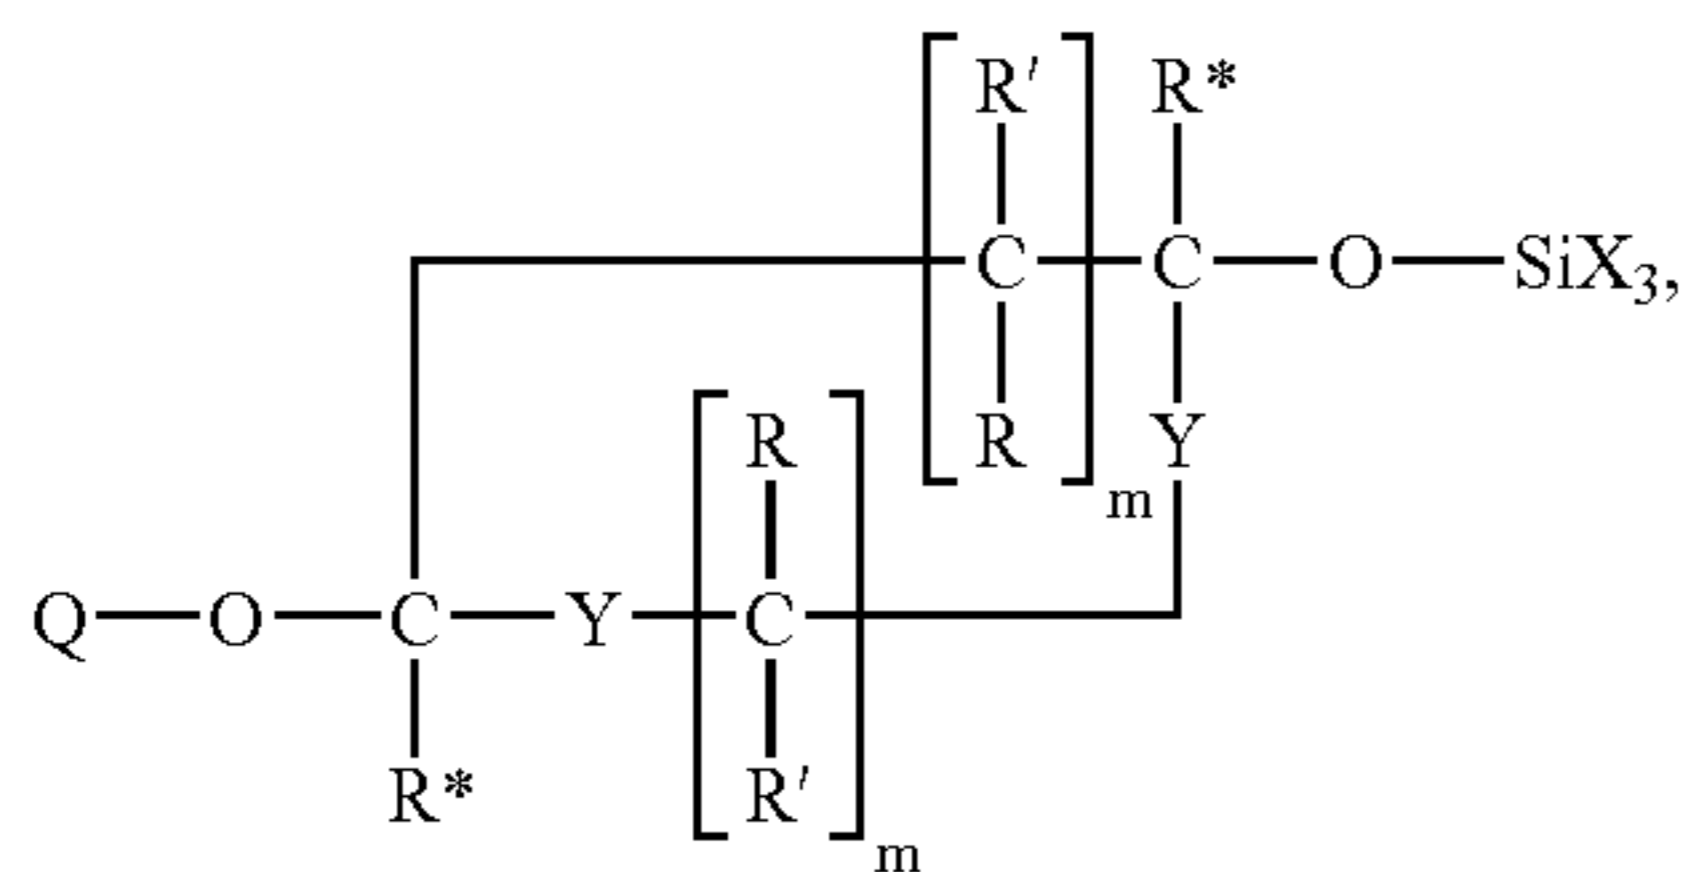 R′ R*
C C O SiX3,
R Y
m
R
Q O C Y C
R* R′
m